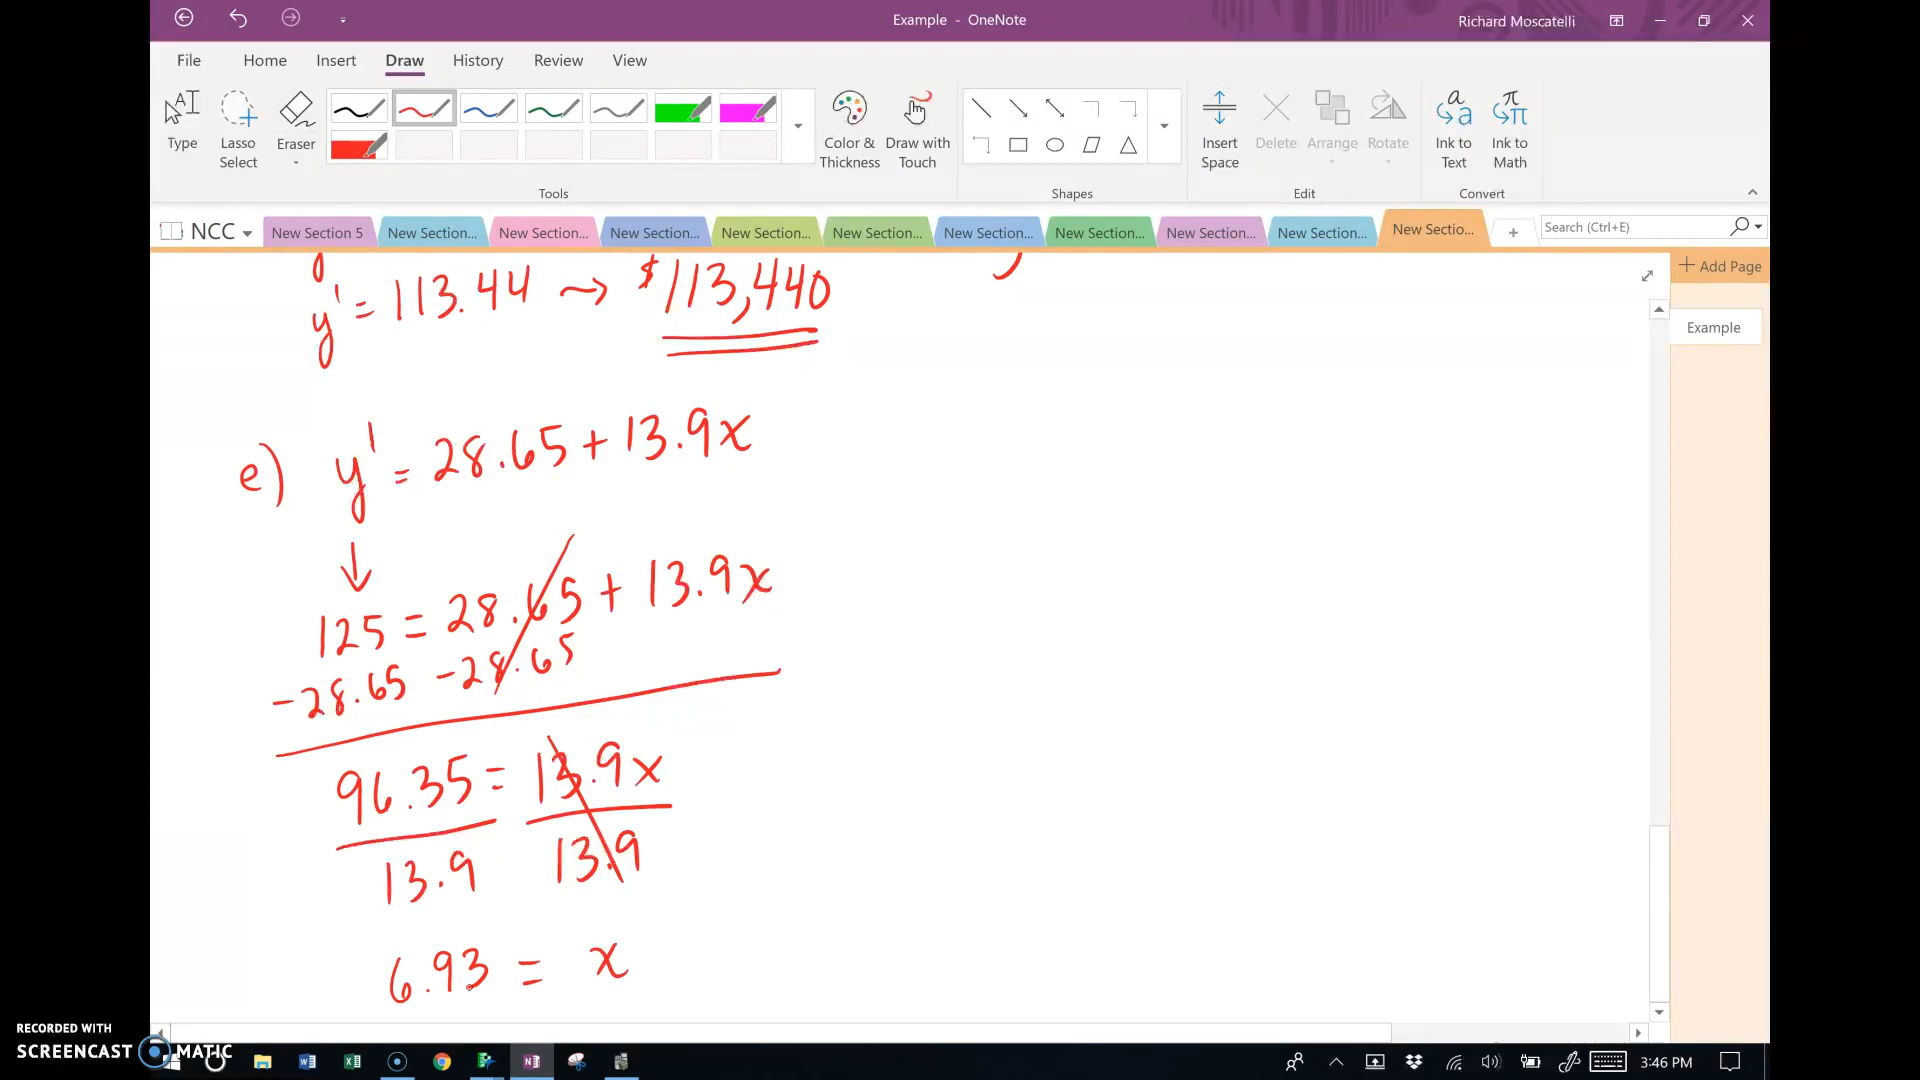 Example - OneNote
Richard Moscatelli
File Home Insert Draw History Review View
Type
Lasso Select
Eraser
Color & Thickness
Draw with Touch
Insert Space
Delete
Arrange
Rotate
Ink to Text
Ink to Math
Tools
Shapes
Edit
Convert
NCC
New Section 5
New Section...
New Section...
New Section...
New Section...
New Section...
New Section...
New Section...
New Section...
New Section...
New Sectio...
Search (Ctrl+E)
Add Page
Example
y' = 113.44 → $113,440
e) y' = 28.65 + 13.9x
↓
125 = 28.65 + 13.9x
-28.65 -28.65
96.35 = 13.9x
13.9 13.9
6.93 = x
RECORDED WITH
SCREENCAST MATIC
3:46 PM